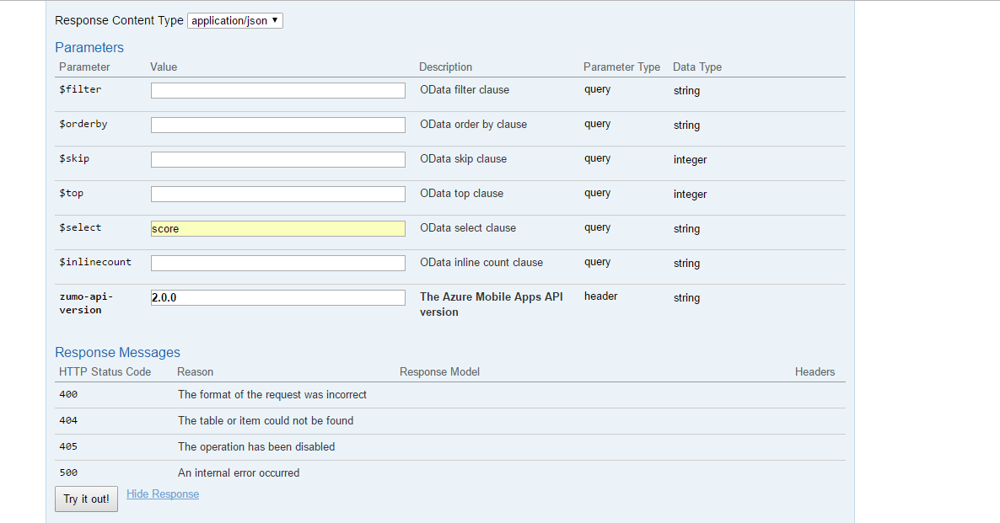 Response Content Type application/json
Parameters
Parameter Value Description Parameter Type Data Type
$filter OData filter clause query string
$orderby OData order by clause query string
$skip OData skip clause query integer
$top OData top clause query integer
$select score OData select clause query string
$inlinecount OData inline count clause query string
zumo-api- 2.0.0 The Azure Mobile Apps API header string
version version
Response Messages
HTTP Status Code Reason Response Model Headers
400 The format of the request was incorrect
404 The table or item could not be found
405 The operation has been disabled
500 An internal error occurred
Try it out! Hide Response